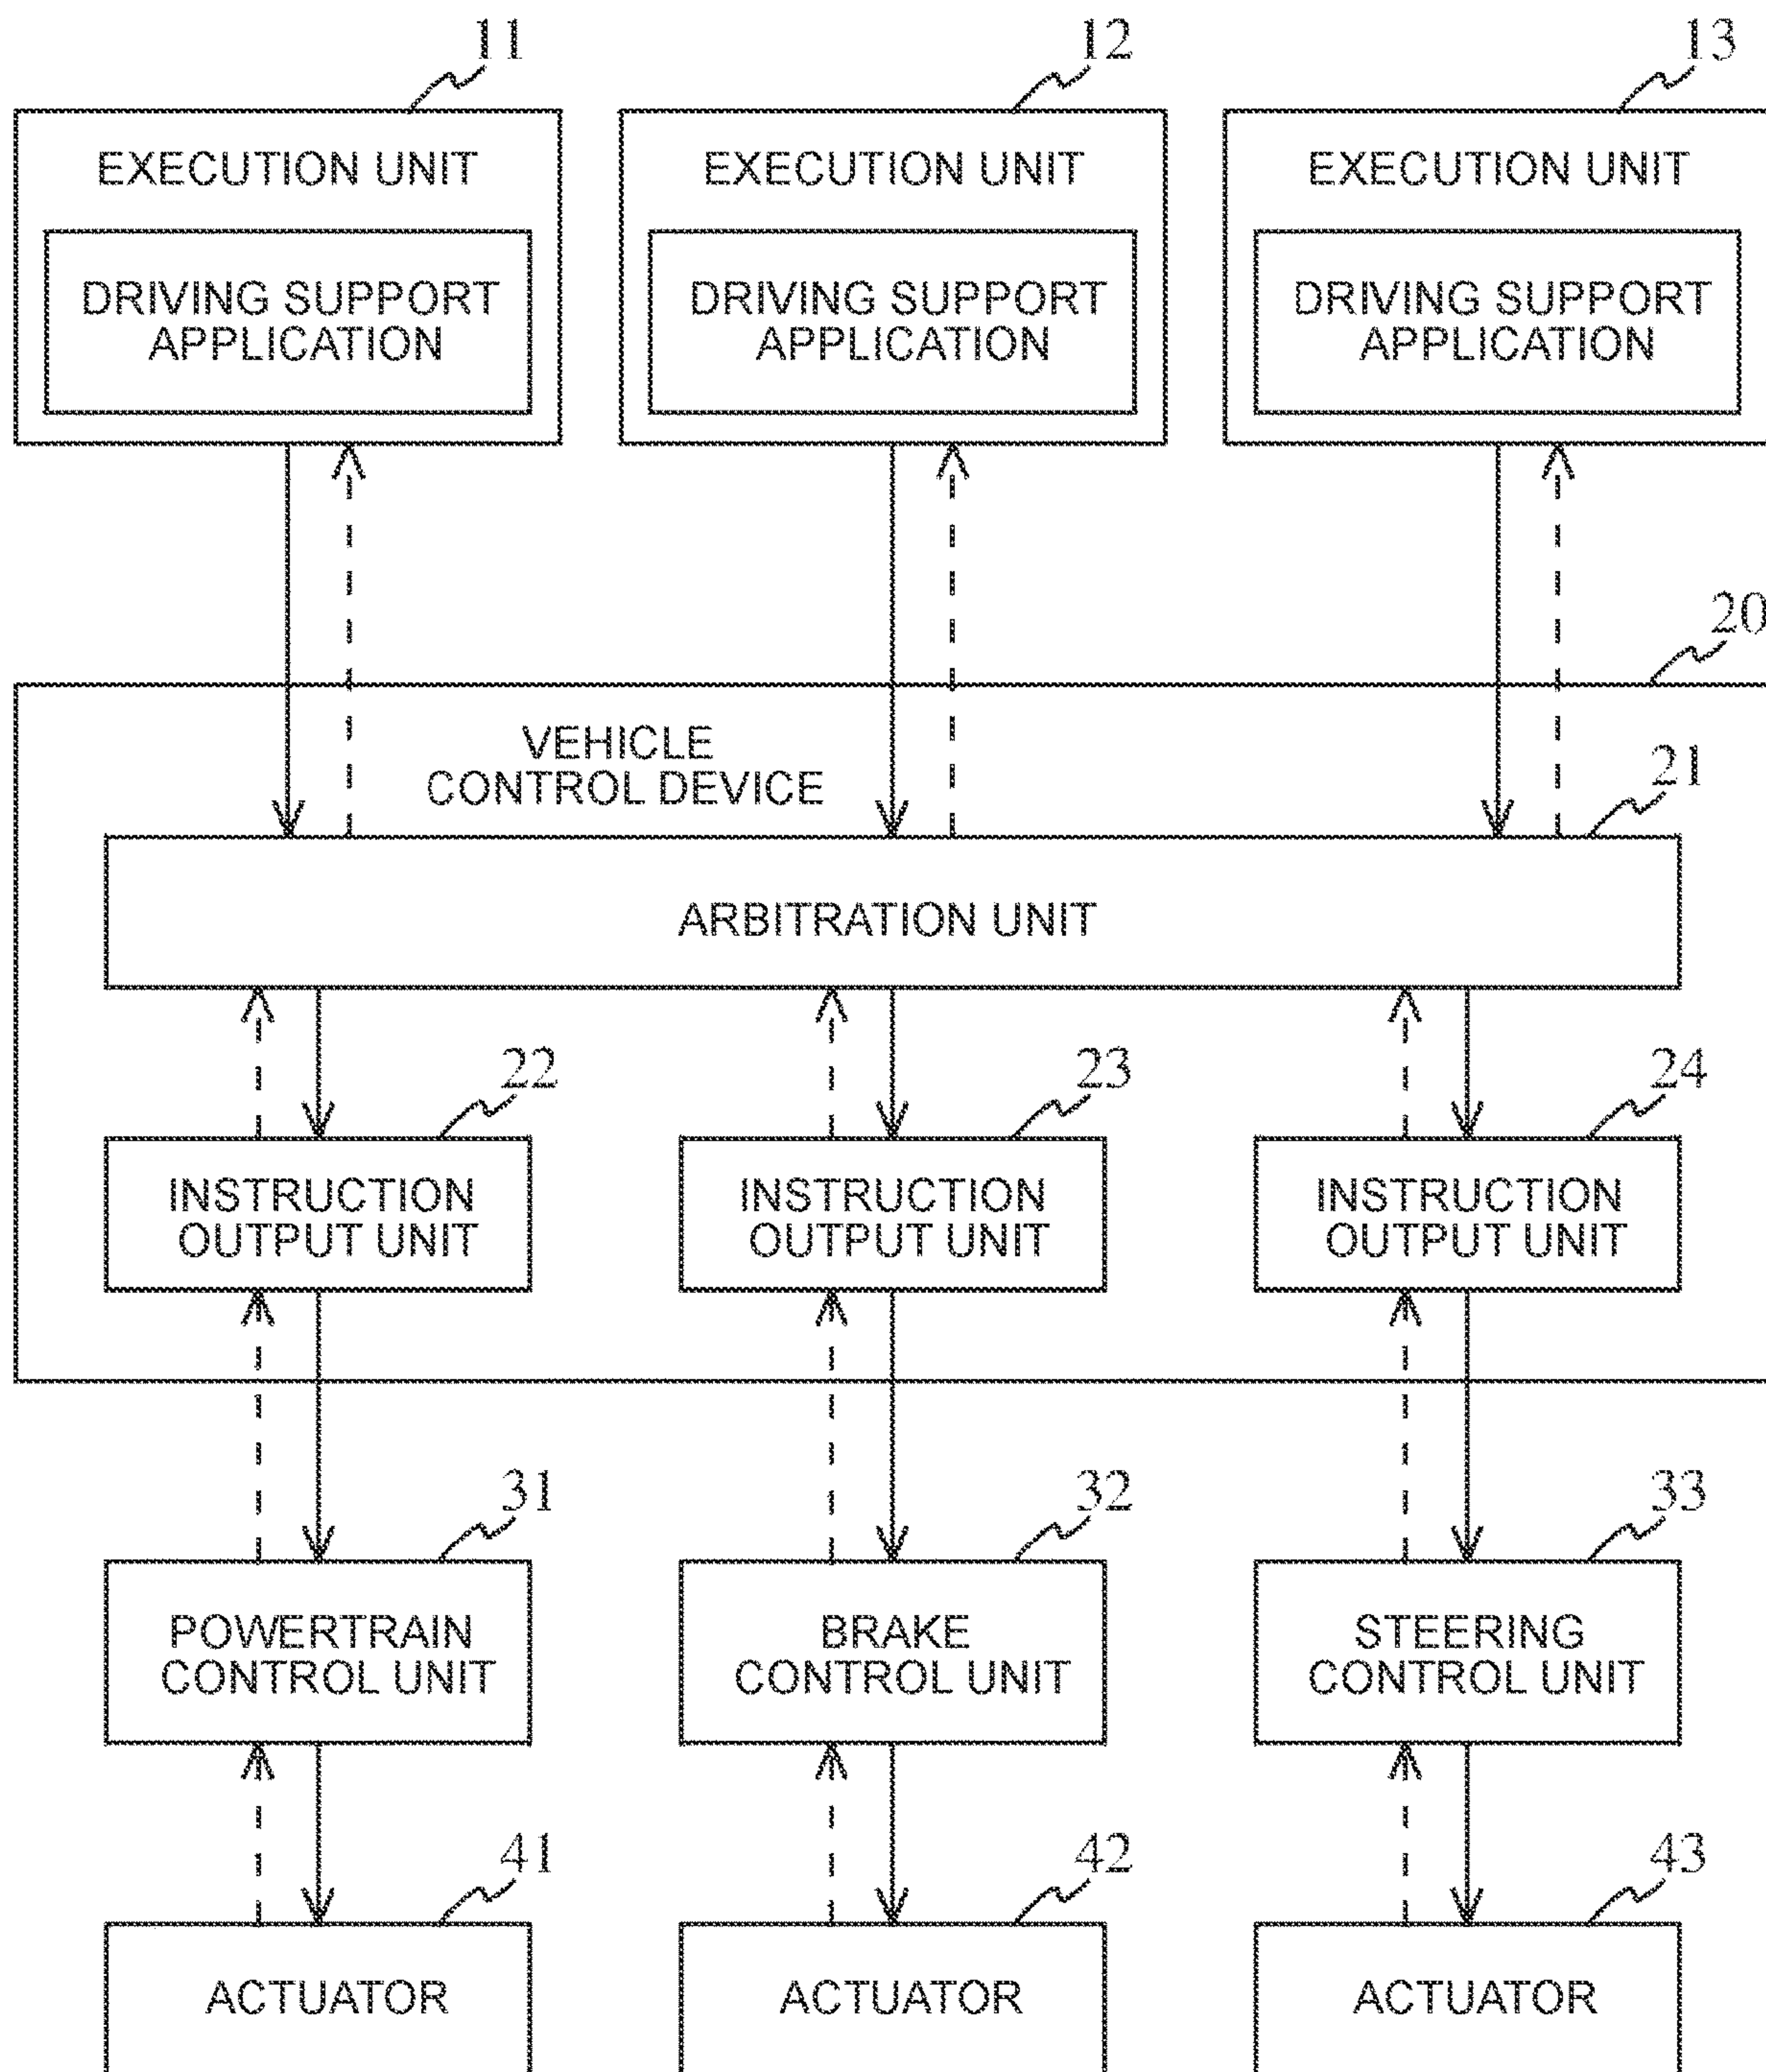 11
12
13
EXECUTION UNIT
EXECUTION UNIT
EXECUTION UNIT
DRIVING SUPPORT
APPLICATION
DRIVING SUPPORT
APPLICATION
DRIVING SUPPORT
APPLICATION
20
VEHICLE
CONTROL DEVICE
21
ARBITRATION UNIT
22
23
24
INSTRUCTION
OUTPUT UNIT
INSTRUCTION
OUTPUT UNIT
INSTRUCTION
OUTPUT UNIT
31
32
33
POWERTRAIN
CONTROL UNIT
BRAKE
CONTROL UNIT
STEERING
CONTROL UNIT
41
42
43
ACTUATOR
ACTUATOR
ACTUATOR